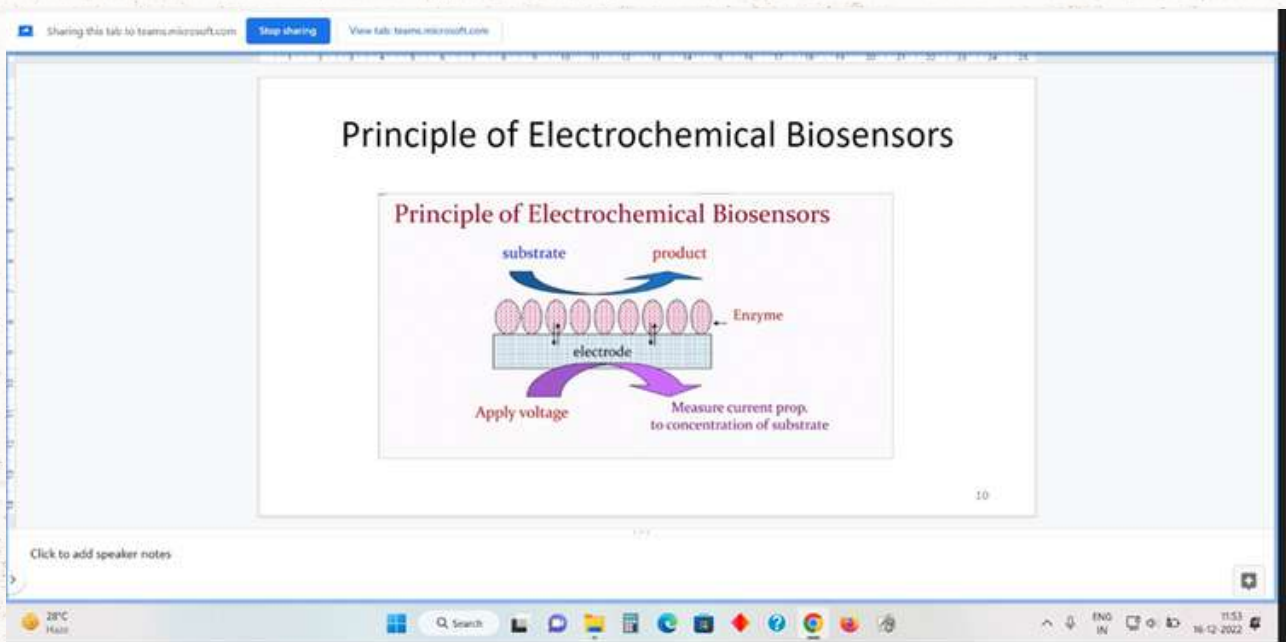 Sharing this tab to teams.microsoft.com
Stop sharing
View tab: teams.microsoft.com
Principle of Electrochemical Biosensors
Principle of Electrochemical Biosensors
substrate
product
Enzyme
electrode
Apply voltage
Measure current prop.
to concentration of substrate
10
Click to add speaker notes
28°C
Haze
Search
ENG
IN
11:53
16-12-2022